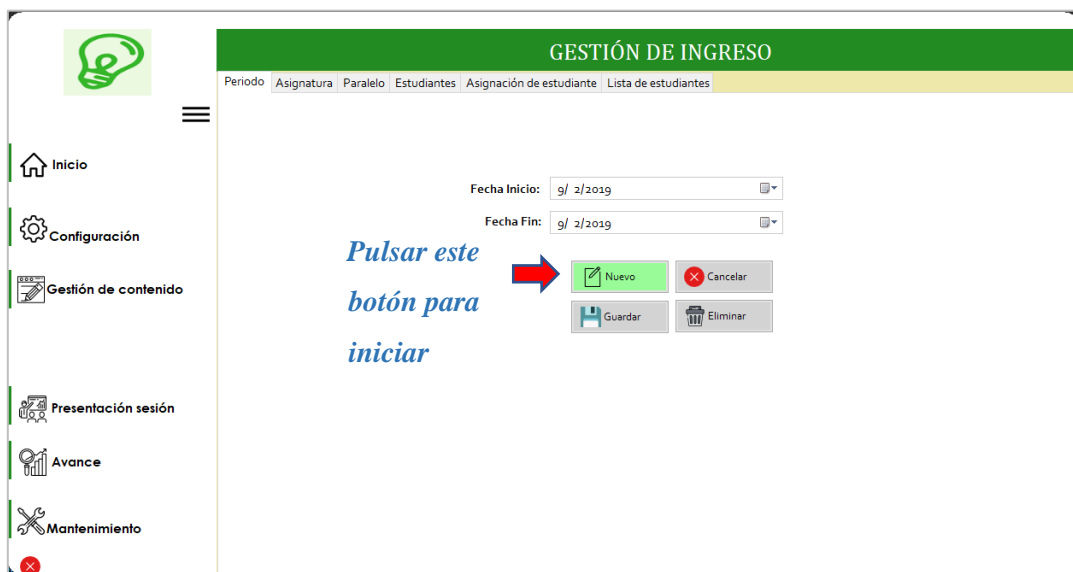 GESTIÓN DE INGRESO
Periodo Asignatura Paralelo Estudiantes Asignación de estudiante Lista de estudiantes
Inicio
Configuración
Gestión de contenido
Presentación sesión
Avance
Mantenimiento
Fecha Inicio: 9/ 2/2019
Fecha Fin: 9/ 2/2019
Pulsar este
botón para
iniciar
Nuevo Cancelar
Guardar Eliminar